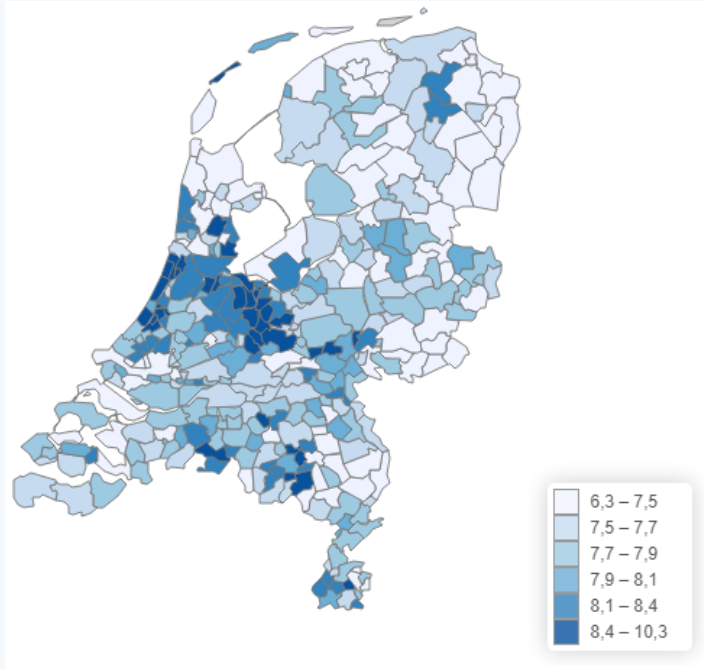 6,3 – 7,5
7,5 – 7,7
7,7 – 7,9
7,9 – 8,1
8,1 – 8,4
8,4 – 10,3